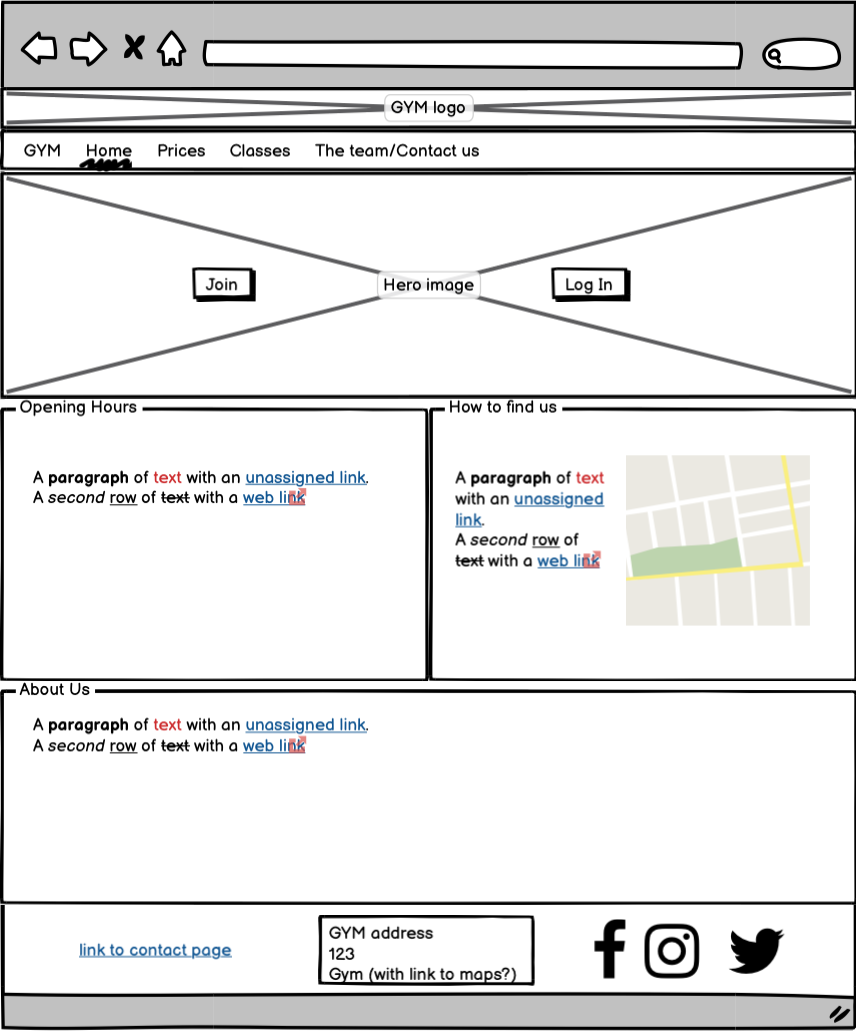 GYM logo
GYM Home Prices Classes The team/Contact us
Join Hero image Log In
Opening Hours
A paragraph of text with an unassigned link.
A second row of text with a web link
How to find us
A paragraph of text
with an unassigned
link.
A second row of
text with a web link
About Us
A paragraph of text with an unassigned link.
A second row of text with a web link
link to contact page
GYM address
123
Gym (with link to maps?)